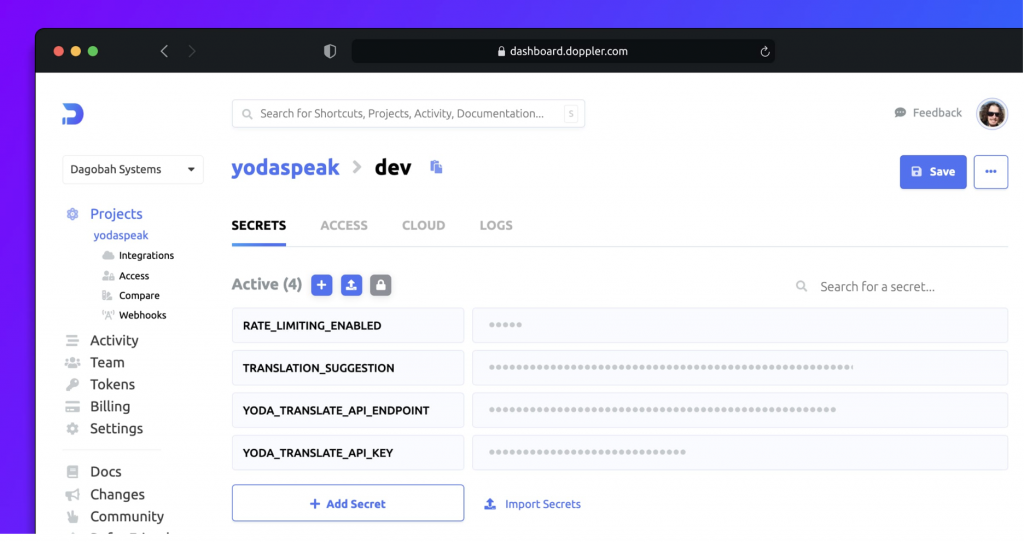 dashboard.doppler.com
Search for Shortcuts, Projects, Activity, Documentation... S
Feedback
Dagobah Systems
yodaspeak > dev
Save
Projects
yodaspeak
Integrations
Access
Compare
Webhooks
Activity
Team
Tokens
Billing
Settings
Docs
Changes
Community
SECRETS ACCESS CLOUD LOGS
Active (4)
Search for a secret...
RATE_LIMITING_ENABLED
TRANSLATION_SUGGESTION
YODA_TRANSLATE_API_ENDPOINT
YODA_TRANSLATE_API_KEY
+ Add Secret
Import Secrets